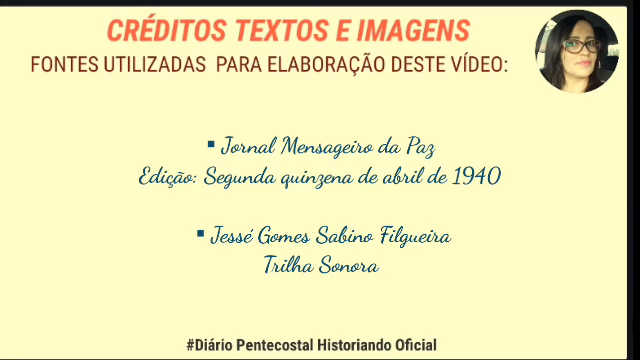 CRÉDITOS TEXTOS E IMAGENS
FONTES UTILIZADAS PARA ELABORAÇÃO DESTE VÍDEO:
▪ Jornal Mensageiro da Paz
Edição: Segunda quinzena de abril de 1940
▪ Jessé Gomes Sabino Filgueira
Trilha Sonora
#Diário Pentecostal Historiando Oficial